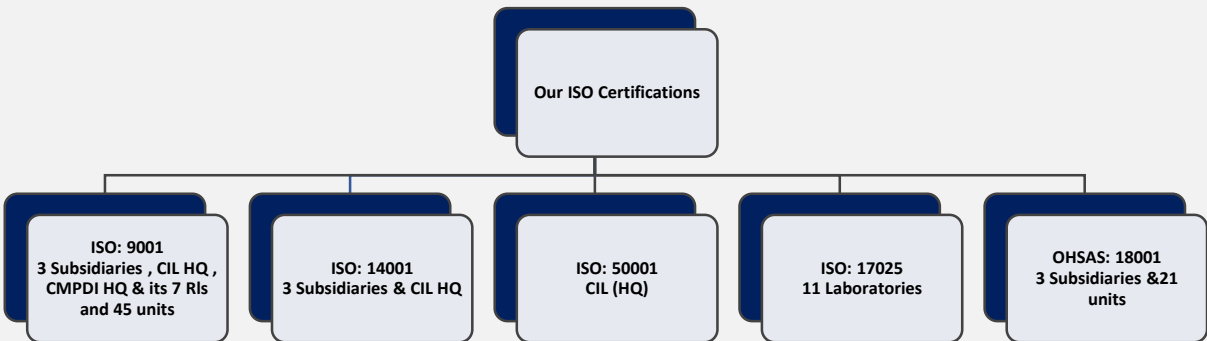 Our ISO Certifications
ISO: 9001
3 Subsidiaries , CIL HQ ,
CMPDI HQ & its 7 RIs
and 45 units
ISO: 14001
3 Subsidiaries & CIL HQ
ISO: 50001
CIL (HQ)
ISO: 17025
11 Laboratories
OHSAS: 18001
3 Subsidiaries &21
units